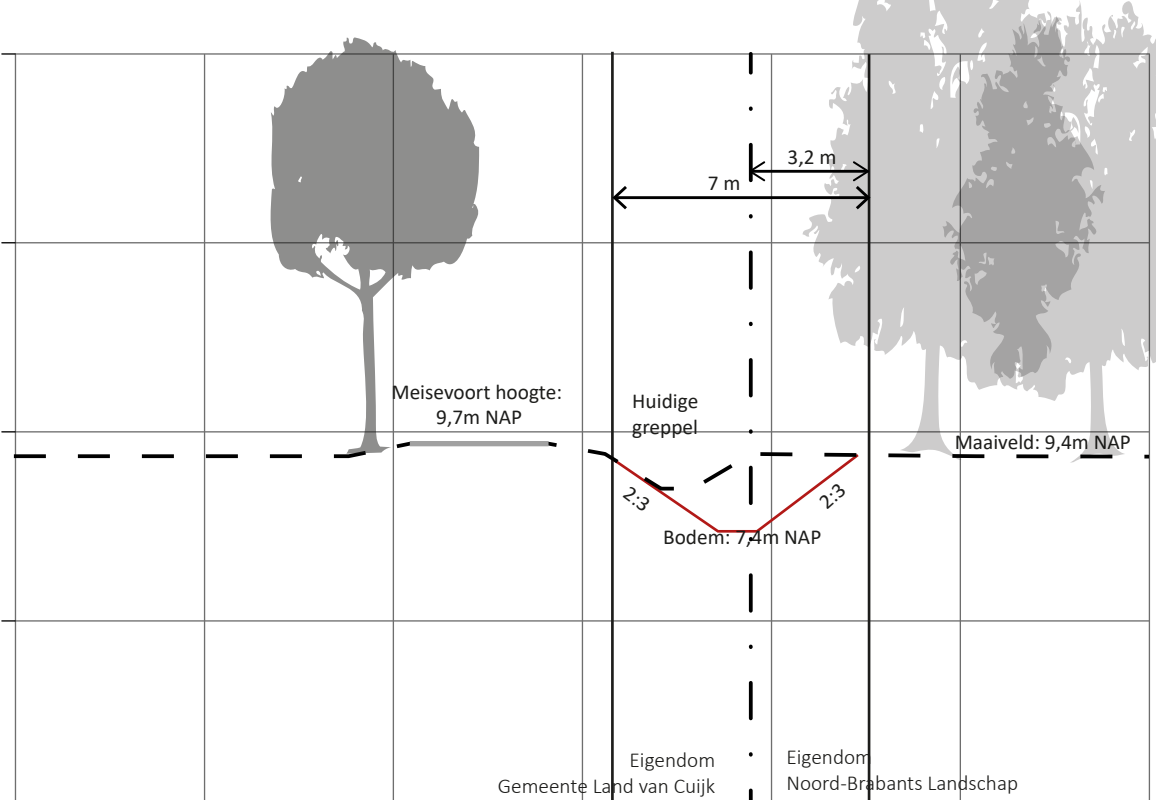 3,2 m
7 m
Meisevoort hoogte:
9,7m NAP
Huidige
greppel
Maaiveld: 9,4m NAP
2:3
2:3
Bodem: 7,4m NAP
Eigendom
Gemeente Land van Cuijk
Eigendom
Noord-Brabants Landschap